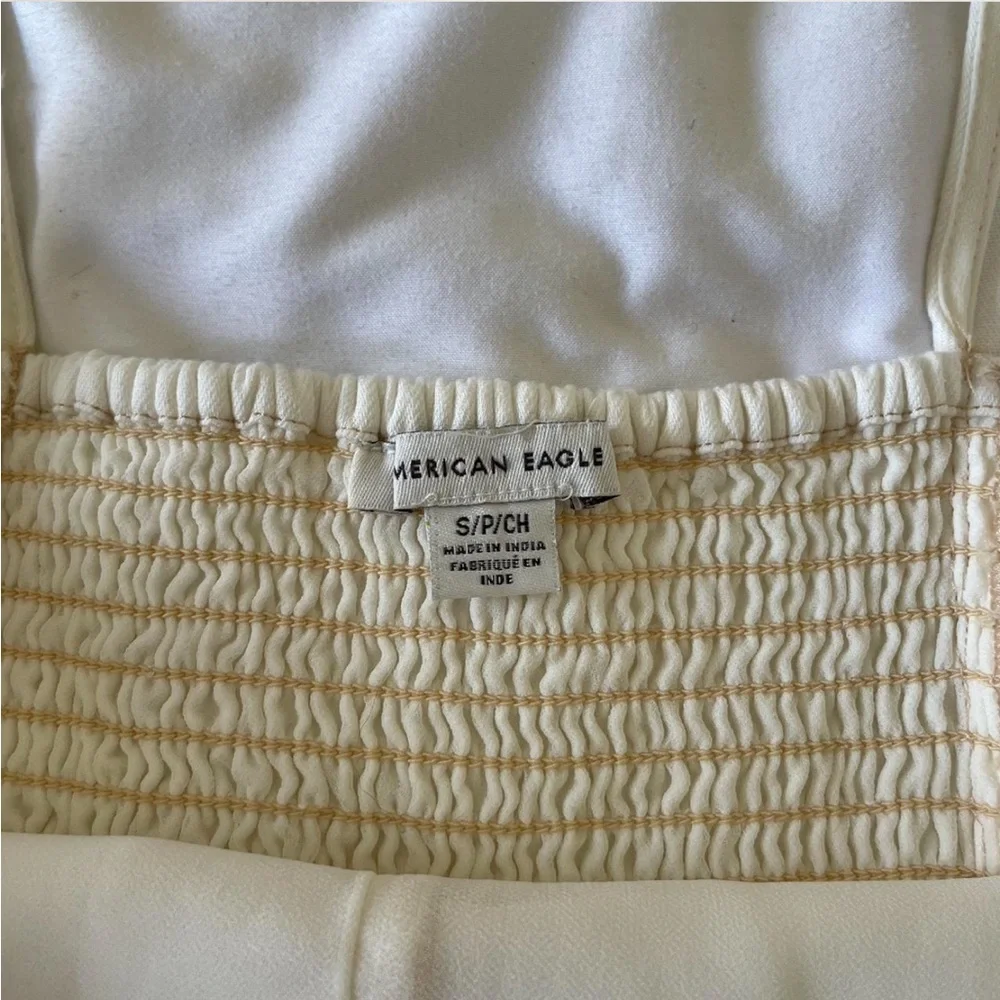 MERICAN EAGLE
S/P/CH
MADE IN INDIA
FABRIQUÉ EN
INDE